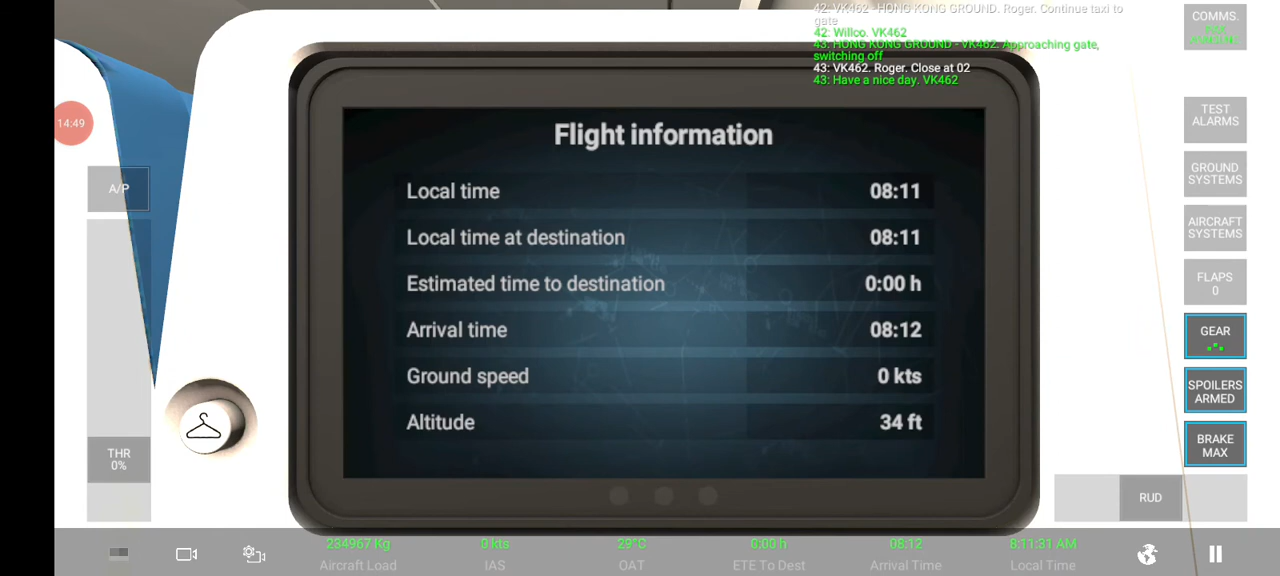 42: VK462 - HONG KONG GROUND. Roger. Continue taxi to
gate
42: Willco. VK462
43: HONG KONG GROUND - VK462. Approaching gate,
switching off
43: VK462. Roger. Close at 02
43: Have a nice day. VK462
COMMS.
14:49
A/P
THR
0%
Flight information
Local time 08:11
Local time at destination 08:11
Estimated time to destination 0:00 h
Arrival time 08:12
Ground speed 0 kts
Altitude 34 ft
TEST
ALARMS
GROUND
SYSTEMS
AIRCRAFT
SYSTEMS
FLAPS
0
GEAR
SPOILERS
ARMED
BRAKE
MAX
RUD
234967 Kg 0 kts 29°C 0:00 h 08:12 8:11:31 AM
Aircraft Load IAS OAT ETE To Dest Arrival Time Local Time